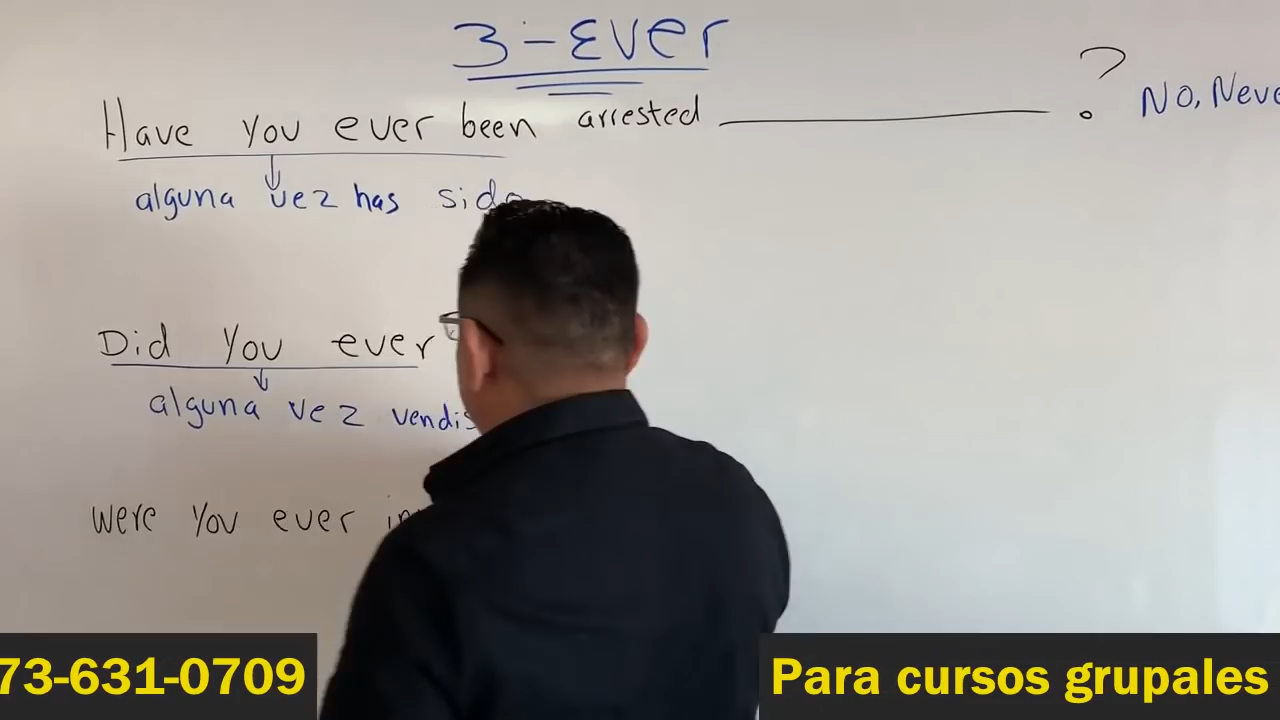 3-Ever
Have you ever been arrested ?
No, Neve
alguna vez has sido
Did you ever
alguna vez vendis
Were you ever
73-631-0709
Para cursos grupales